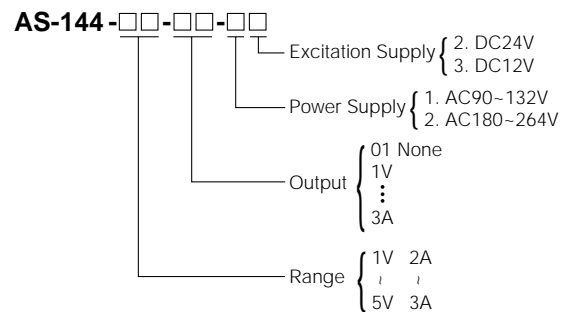 AS-144 -□□-□□-□□
Excitation Supply { 2. DC24V
3. DC12V
Power Supply { 1. AC90~132V
2. AC180~264V
Output { 01 None
1V
⋮
3A
Range { 1V 2A
~ ~
5V 3A